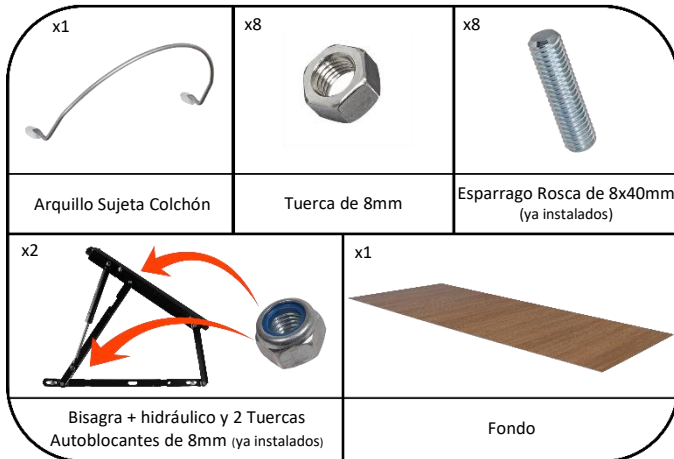 x1
x8
x8
Arquillo Sujeta Colchón
Tuerca de 8mm
Esparrago Rosca de 8x40mm
(ya instalados)
x2
x1
Bisagra + hidráulico y 2 Tuercas
Autoblocantes de 8mm (ya instalados)
Fondo